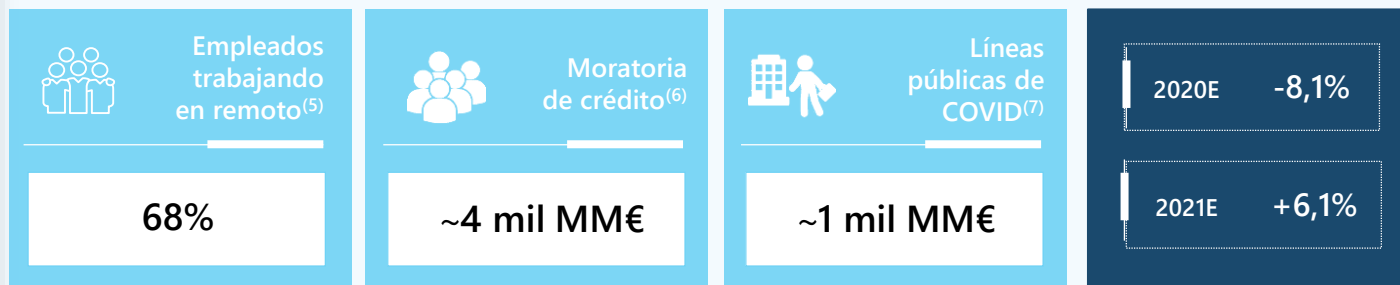 Empleados
trabajando
en remoto(5)
68%
Moratoria
de crédito(6)
~4 mil MM€
Líneas
públicas de
COVID(7)
~1 mil MM€
2020E -8,1%
2021E +6,1%